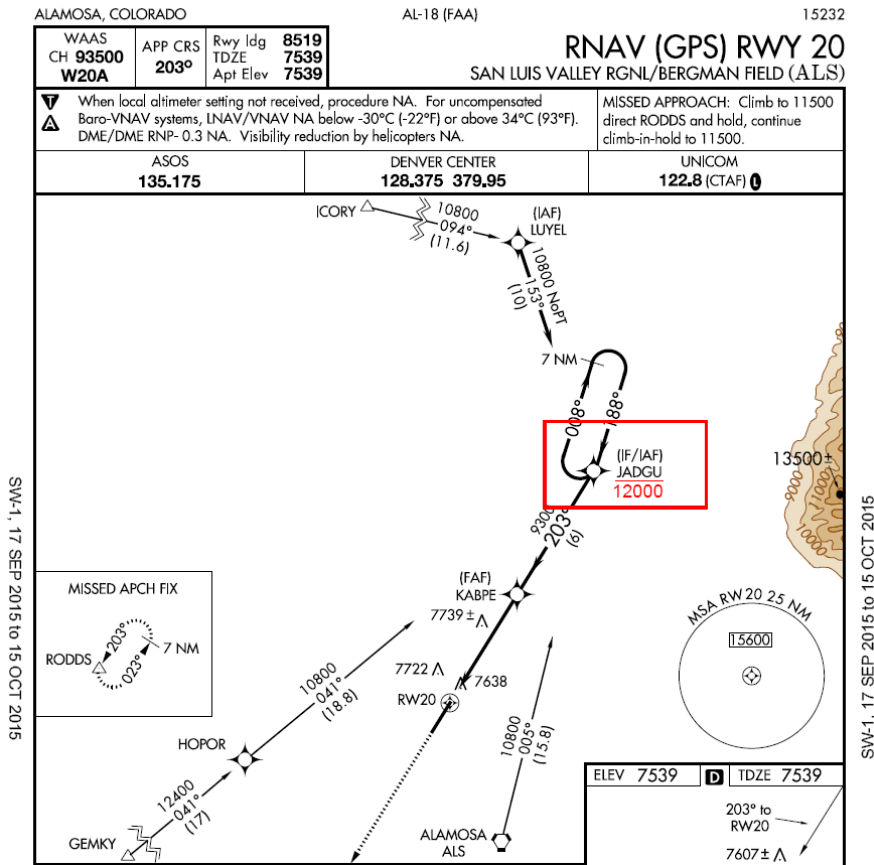 ALAMOSA, COLORADO
AL-18 (FAA)
15232
WAAS
CH 93500
W20A
APP CRS
203°
Rwy ldg 8519
TDZE 7539
Apt Elev 7539
RNAV (GPS) RWY 20
SAN LUIS VALLEY RGNL/BERGMAN FIELD (ALS)
T
A
When local altimeter setting not received, procedure NA. For uncompensated
Baro-VNAV systems, LNAV/VNAV NA below -30°C (-22°F) or above 34°C (93°F).
DME/DME RNP- 0.3 NA. Visibility reduction by helicopters NA.
MISSED APPROACH: Climb to 11500
direct RODDS and hold, continue
climb-in-hold to 11500.
ASOS
135.175
DENVER CENTER
128.375 379.95
UNICOM
122.8 (CTAF) L
ICORY
10800
094°
(11.6)
(IAF)
LUYEL
10800 NoPT
153°
(10)
7 NM
008°
188°
(IF/IAF)
JADGU
12000
13500±
9000
11000
10000
9300
203°
(6)
(FAF)
KABPE
7739±
7722
7638
RW20
MISSED APCH FIX
RODDS
203°
023°
7 NM
10800
041°
(18.8)
HOPOR
12400
041°
(17)
GEMKY
10800
005°
(15.8)
ALAMOSA
ALS
MSA RW20 25 NM
15600
ELEV 7539
D
TDZE 7539
203° to
RW20
7607±
SW-1, 17 SEP 2015 to 15 OCT 2015
SW-1, 17 SEP 2015 to 15 OCT 2015